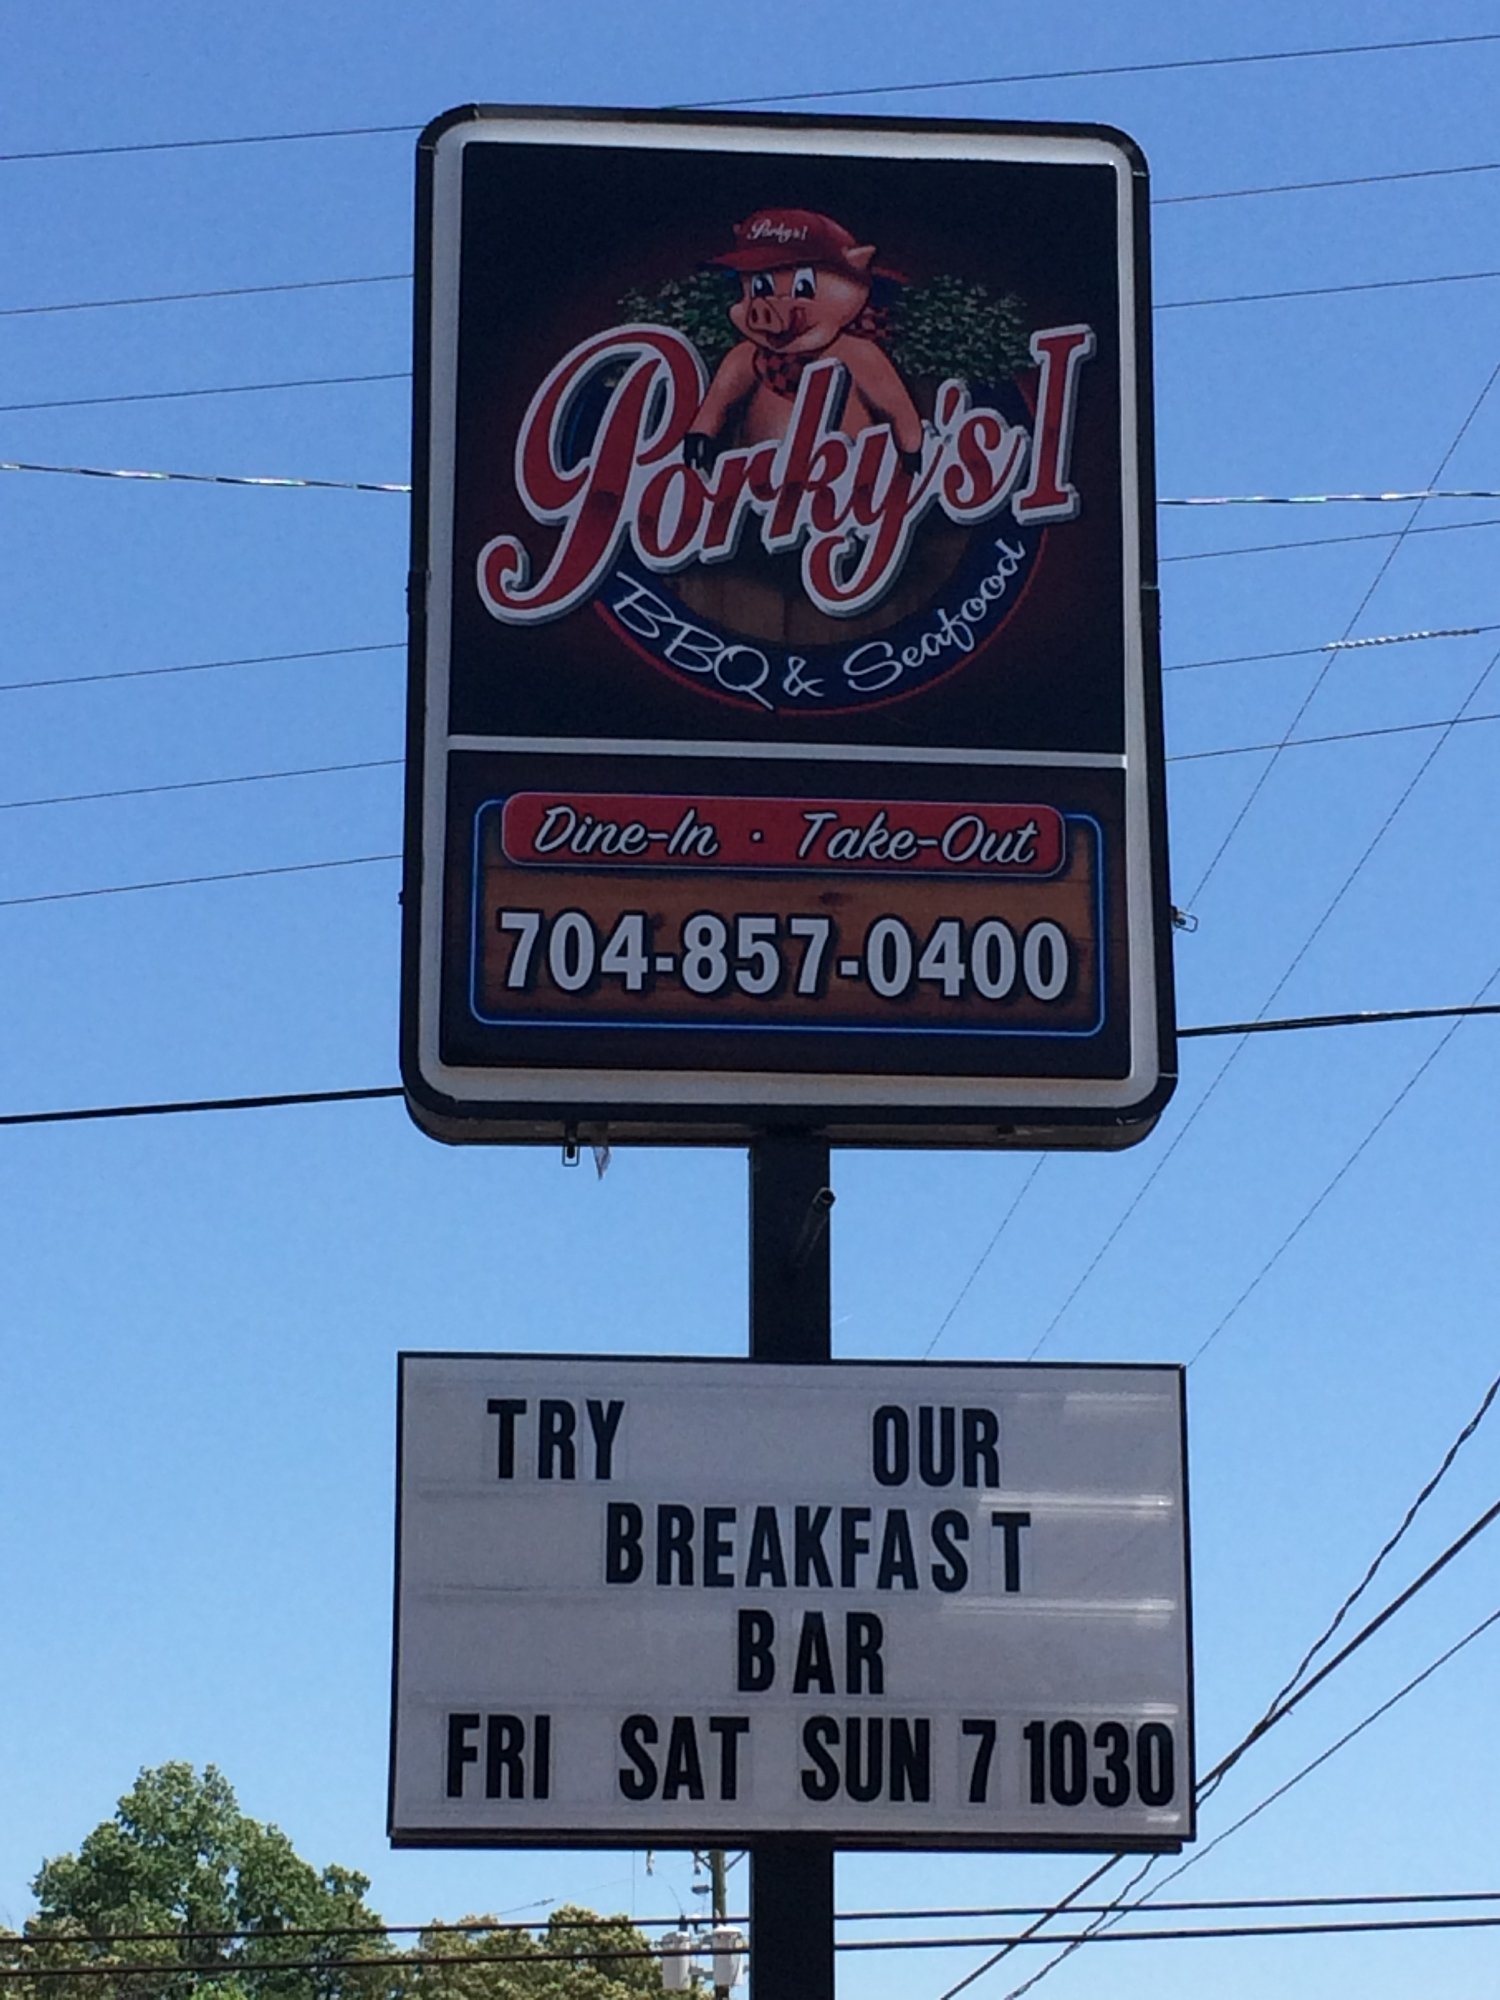 Porky's I
Porky's I
BBQ & Seafood
Dine-In · Take-Out
704-857-0400
TRY OUR
BREAKFAST
BAR
FRI SAT SUN 7 1030